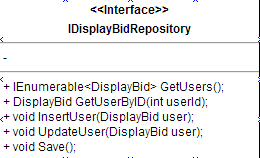 <<Interface>>
IDisplayBidRepository
-
+ IEnumerable<DisplayBid> GetUsers();
+ DisplayBid GetUserByID(int userId);
+ void InsertUser(DisplayBid user);
+ void UpdateUser(DisplayBid user);
+ void Save();